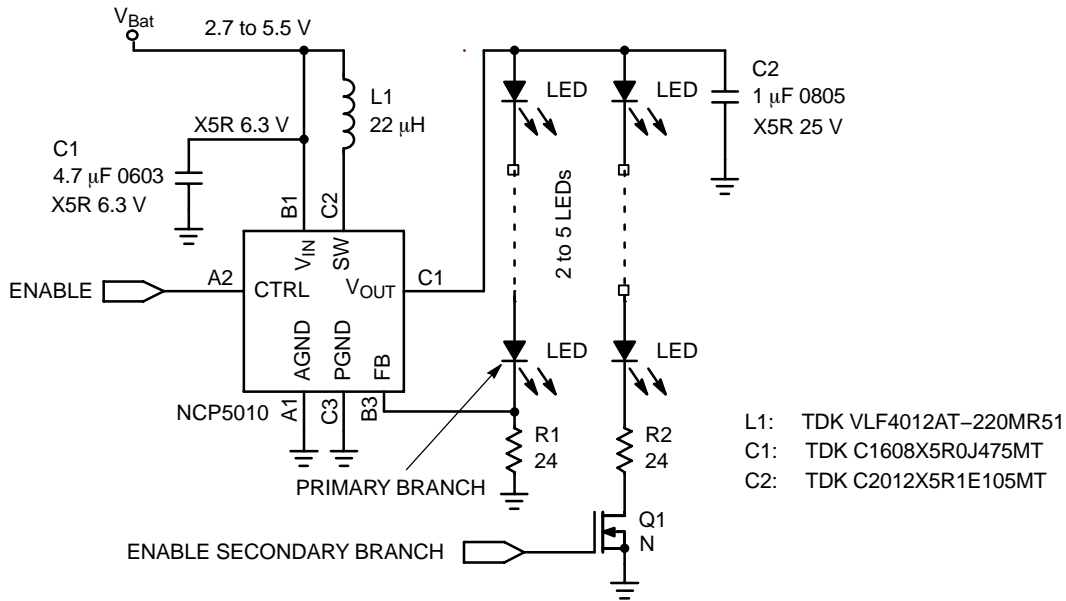 VBat
2.7 to 5.5 V
L1
22 μH
X5R 6.3 V
C1
4.7 μF 0603
X5R 6.3 V
LED
LED
C2
1 μF 0805
X5R 25 V
2 to 5 LEDs
B1
C2
VIN
SW
A2
C1
ENABLE
CTRL
VOUT
AGND
PGND
FB
LED
LED
NCP5010
A1
C3
B3
R1
24
R2
24
PRIMARY BRANCH
L1: TDK VLF4012AT−220MR51
C1: TDK C1608X5R0J475MT
C2: TDK C2012X5R1E105MT
Q1
N
ENABLE SECONDARY BRANCH